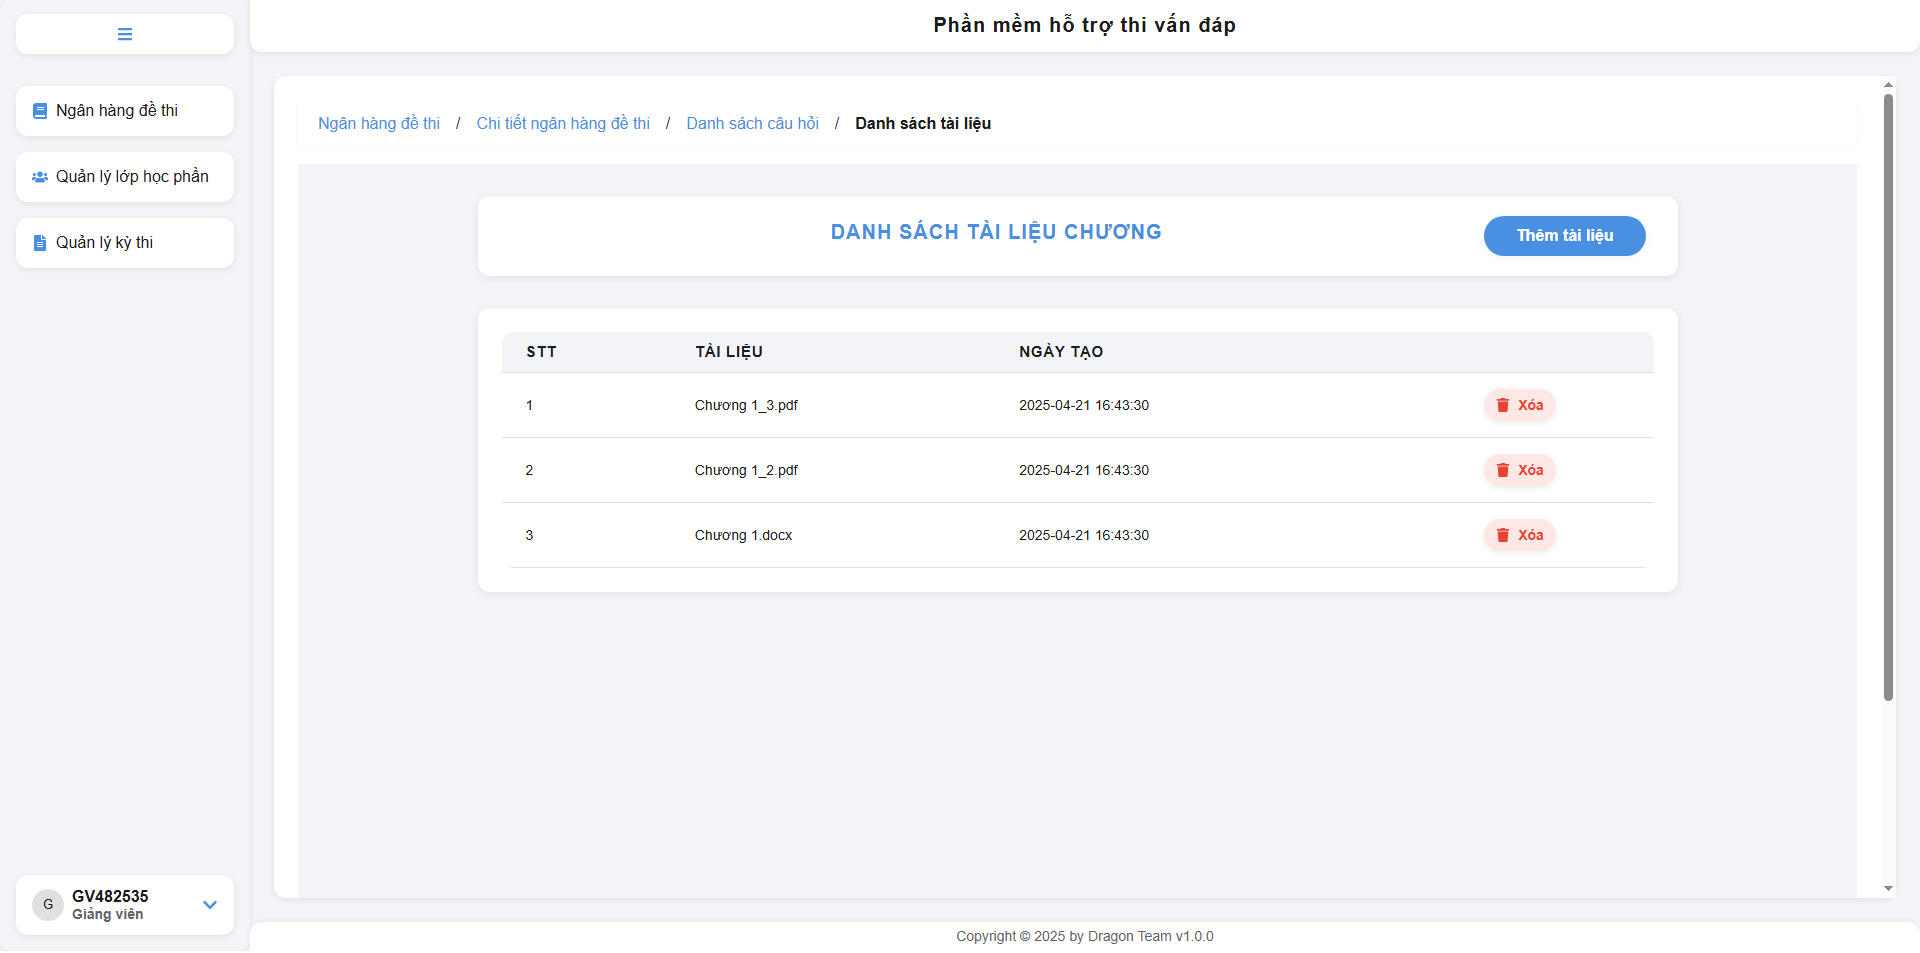 Phần mềm hỗ trợ thi vấn đáp
Ngân hàng đề thi
Quản lý lớp học phần
Quản lý kỳ thi
Ngân hàng đề thi / Chi tiết ngân hàng đề thi / Danh sách câu hỏi / Danh sách tài liệu
DANH SÁCH TÀI LIỆU CHƯƠNG
Thêm tài liệu
STT TÀI LIỆU NGÀY TẠO
1 Chương 1_3.pdf 2025-04-21 16:43:30 Xóa
2 Chương 1_2.pdf 2025-04-21 16:43:30 Xóa
3 Chương 1.docx 2025-04-21 16:43:30 Xóa
G
GV482535
Giảng viên
Copyright © 2025 by Dragon Team v1.0.0